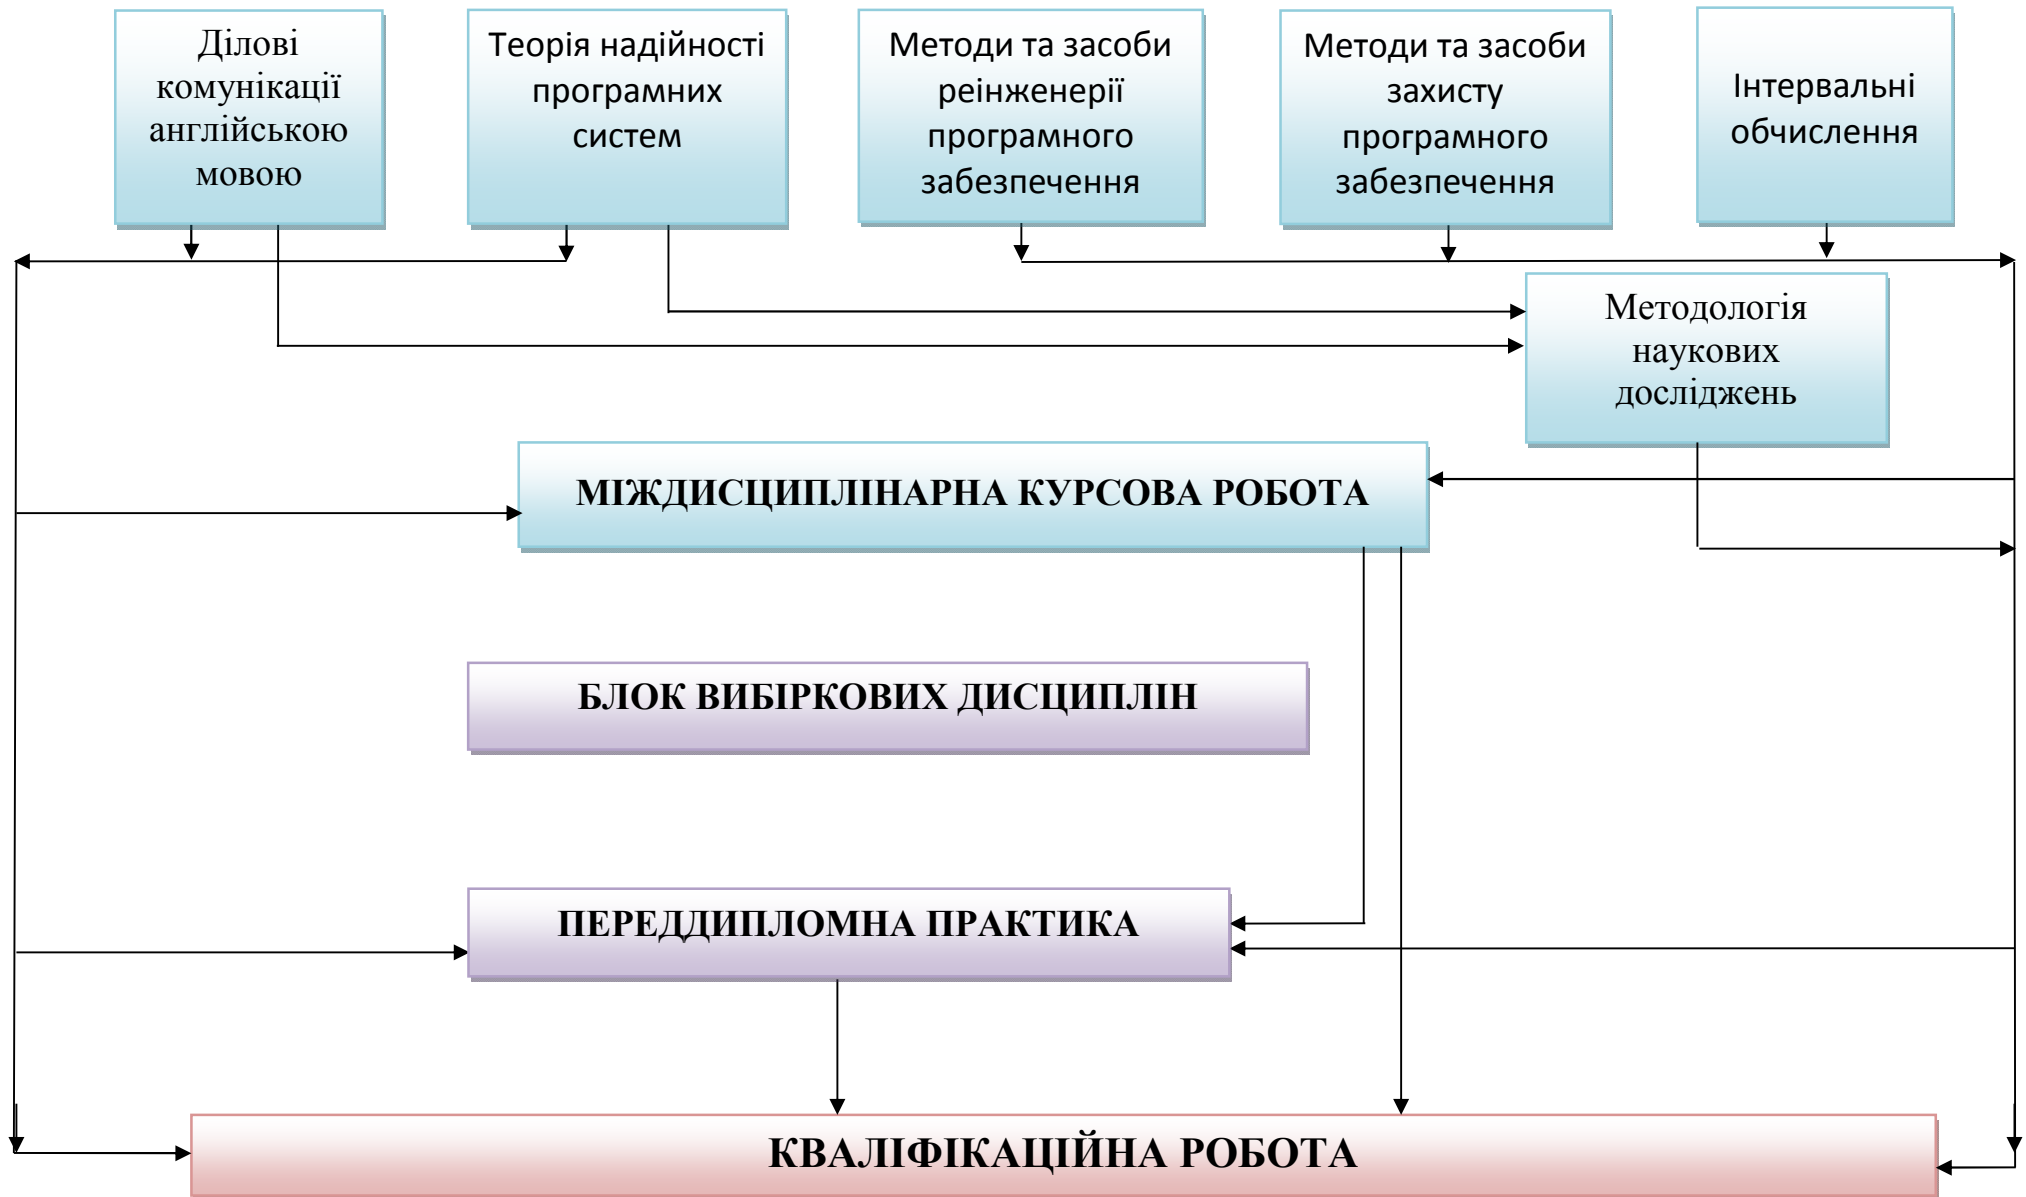 Ділові
комунікації
англійською
мовою
Теорія надійності
програмних
систем
Методи та засоби
реінженерії
програмного
забезпечення
Методи та засоби
захисту
програмного
забезпечення
Інтервальні
обчислення
Методологія
наукових
досліджень
МІЖДИСЦИПЛІНАРНА КУРСОВА РОБОТА
БЛОК ВИБІРКОВИХ ДИСЦИПЛІН
ПЕРЕДДИПЛОМНА ПРАКТИКА
КВАЛІФІКАЦІЙНА РОБОТА